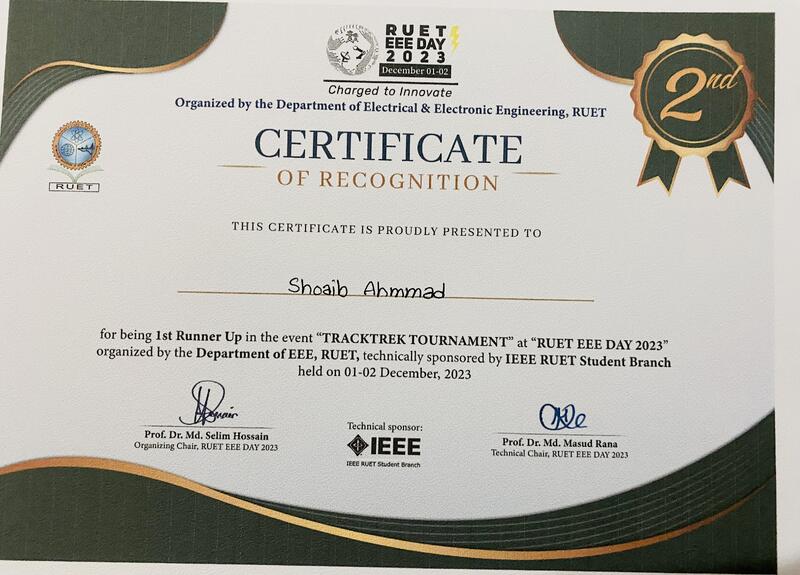 RUET
EEE DAY
2023
December 01-02
Charged to Innovate
Organized by the Department of Electrical & Electronic Engineering, RUET
2nd
RUET
CERTIFICATE
OF RECOGNITION
THIS CERTIFICATE IS PROUDLY PRESENTED TO
Shoaib Ahmmad
for being 1st Runner Up in the event “TRACKTREK TOURNAMENT” at “RUET EEE DAY 2023”
organized by the Department of EEE, RUET, technically sponsored by IEEE RUET Student Branch
held on 01-02 December, 2023
Prof. Dr. Md. Selim Hossain
Organizing Chair, RUET EEE DAY 2023
Technical sponsor:
IEEE
IEEE RUET Student Branch
Prof. Dr. Md. Masud Rana
Technical Chair, RUET EEE DAY 2023